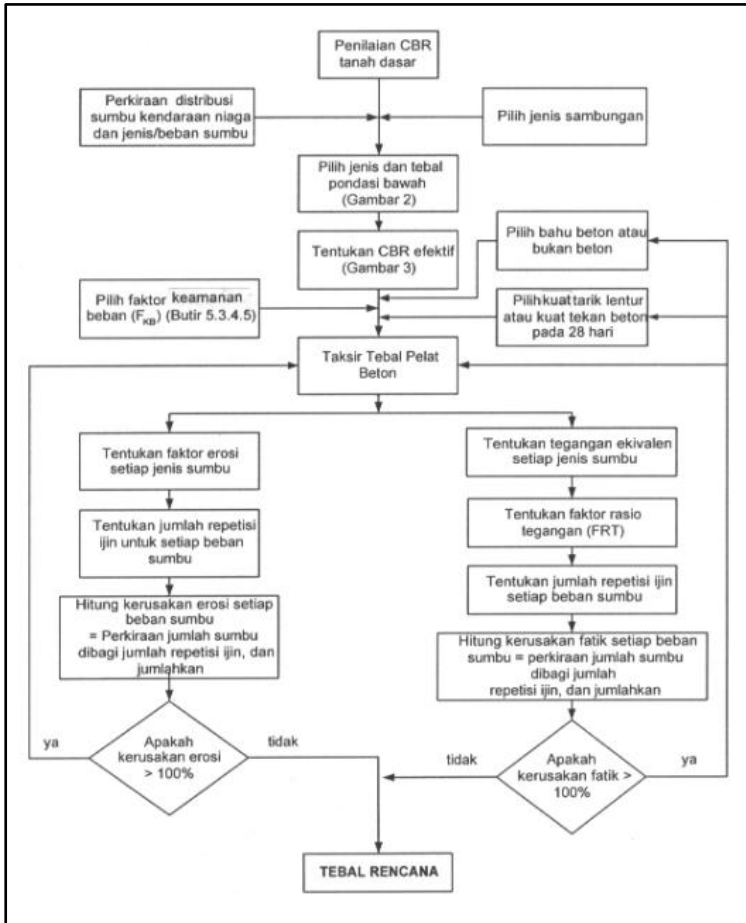 Penilaian CBR
tanah dasar
Perkiraan distribusi
sumbu kendaraan niaga
dan jenis/beban sumbu
Pilih jenis sambungan
Pilih jenis dan tebal
pondasi bawah
(Gambar 2)
Tentukan CBR efektif
(Gambar 3)
Pilih bahu beton atau
bukan beton
Pilih faktor keamanan
beban (FKB) (Butir 5.3.4.5)
Pilih kuat tarik lentur
atau kuat tekan beton
pada 28 hari
Taksir Tebal Pelat
Beton
Tentukan faktor erosi
setiap jenis sumbu
Tentukan jumlah repetisi
ijin untuk setiap beban
sumbu
Hitung kerusakan erosi setiap
beban sumbu
= Perkiraan jumlah sumbu
dibagi jumlah repetisi ijin, dan
jumlahkan
Tentukan tegangan ekivalen
setiap jenis sumbu
Tentukan faktor rasio
tegangan (FRT)
Tentukan jumlah repetisi ijin
setiap beban sumbu
Hitung kerusakan fatik setiap beban
sumbu = perkiraan jumlah sumbu
dibagi jumlah
repetisi ijin, dan jumlahkan
ya
Apakah
kerusakan erosi
> 100%
tidak
tidak
Apakah
kerusakan fatik >
100%
ya
TEBAL RENCANA